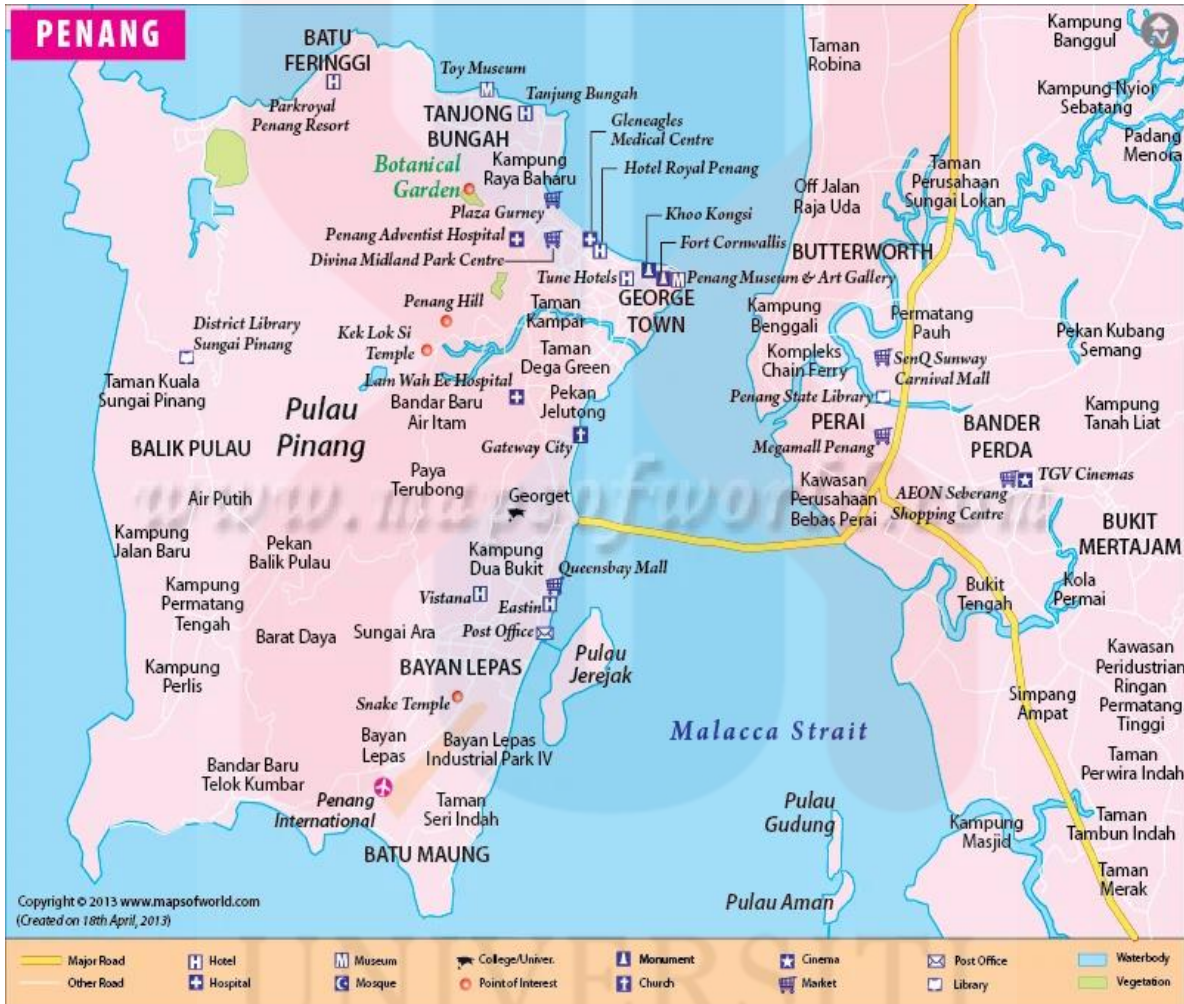 PENANG
BATU
FERINGGI
Parkroyal
Penang Resort
Toy Museum
Tanjung Bungah
TANJONG
BUNGAH
Gleneagles
Medical Centre
Botanical
Garden
Kampung
Raya Baharu
Hotel Royal Penang
Plaza Gurney
Khoo Kongsi
Penang Adventist Hospital
Fort Cornwallis
Divina Midland Park Centre
Tune Hotels
Penang Museum & Art Gallery
GEORGE
TOWN
Penang Hill
Taman
Kampar
District Library
Sungai Pinang
Kek Lok Si
Temple
Taman
Dega Green
Taman Kuala
Sungai Pinang
Lam Wah Ee Hospital
Pulau
Pinang
Bandar Baru
Air Itam
Pekan
Jelutong
BALIK PULAU
Gateway City
Paya
Terubong
Air Putih
Georget
www.mapsofworld.com
Kampung
Jalan Baru
Pekan
Balik Pulau
Kampung
Dua Bukit
Queensbay Mall
Kampung
Permatang
Tengah
Vistana
Eastin
Barat Daya
Sungai Ara
Post Office
Kampung
Perlis
BAYAN LEPAS
Pulau
Jerejak
Snake Temple
Bayan
Lepas
Bayan Lepas
Industrial Park IV
Bandar Baru
Telok Kumbar
Penang
International
Taman
Seri Indah
BATU MAUNG
Malacca Strait
Pulau
Gudung
Pulau Aman
Taman
Robina
Kampung
Banggul
N
Kampung Nyior
Sebatang
Padang
Menora
Taman
Perusahaan
Sungai Lokan
Off Jalan
Raja Uda
BUTTERWORTH
Kampung
Benggali
Permatang
Pauh
Pekan Kubang
Semang
Kompleks
Chain Ferry
SenQ Sunway
Carnival Mall
Penang State Library
PERAI
BANDER
PERDA
Kampung
Tanah Liat
Megamall Penang
Kawasan
Perusahaan
Bebas Perai
AEON Seberang
Shopping Centre
TGV Cinemas
BUKIT
MERTAJAM
Bukit
Tengah
Kola
Permai
Kawasan
Peridustrian
Ringan
Permatang
Tinggi
Simpang
Ampat
Taman
Perwira Indah
Kampung
Masjid
Taman
Tambun Indah
Taman
Merak
Copyright © 2013 www.mapsofworld.com
(Created on 18th April, 2013)
Major Road
Hotel
Museum
College/Univer.
Monument
Cinema
Post Office
Waterbody
Other Road
Hospital
Mosque
Point of Interest
Church
Market
Library
Vegetation
UNIVERSITI